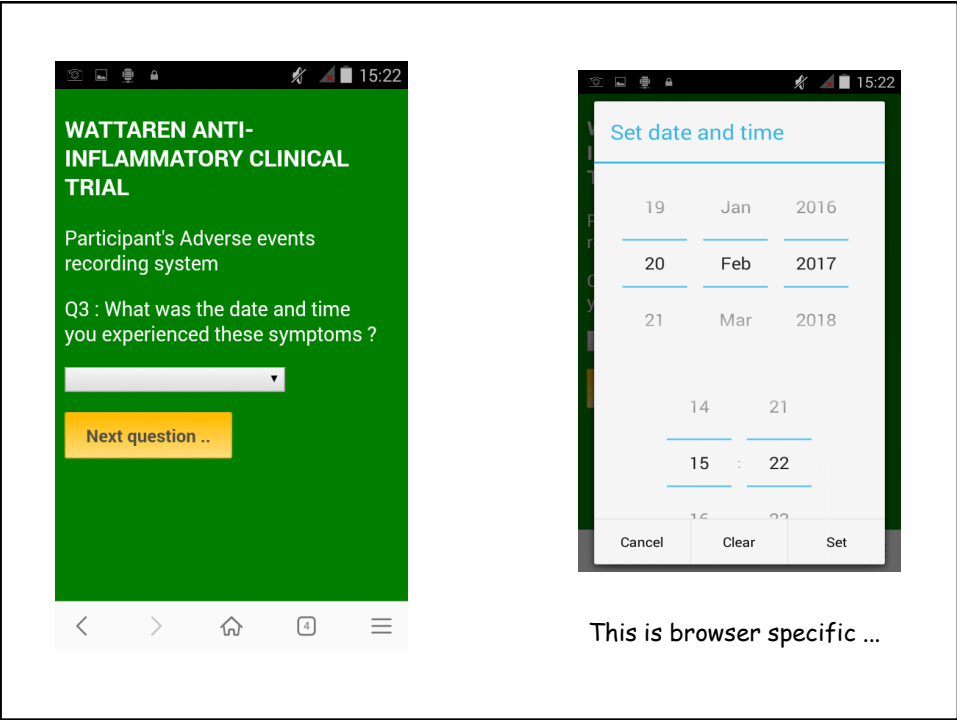 15:22
WATTAREN ANTI-
INFLAMMATORY CLINICAL
TRIAL
Participant's Adverse events
recording system
Q3 : What was the date and time
you experienced these symptoms ?
Next question ..
4
15:22
Set date and time
19 Jan 2016
20 Feb 2017
21 Mar 2018
14 21
15 : 22
Cancel Clear Set
This is browser specific ...